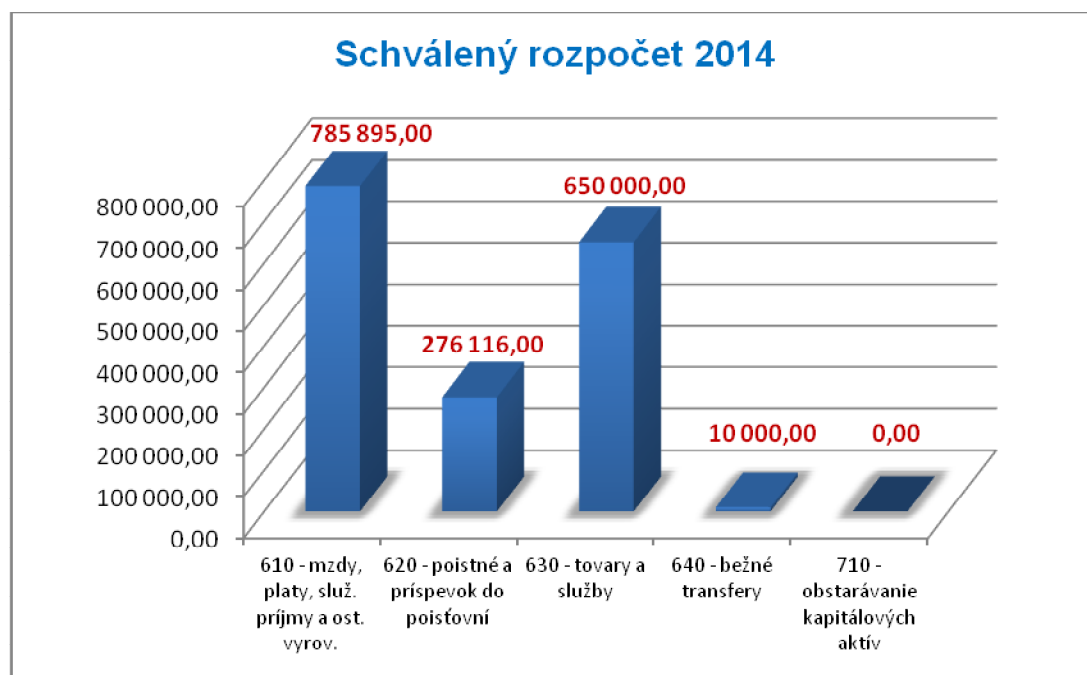 Schválený rozpočet 2014
785 895,00
650 000,00
276 116,00
10 000,00
0,00
800 000,00
700 000,00
600 000,00
500 000,00
400 000,00
300 000,00
200 000,00
100 000,00
0,00
610 - mzdy,
platy, služ.
príjmy a ost.
vyrov.
620 - poistné a
príspevok do
poisťovní
630 - tovary a
služby
640 - bežné
transfery
710 -
obstarávanie
kapitálových
aktív